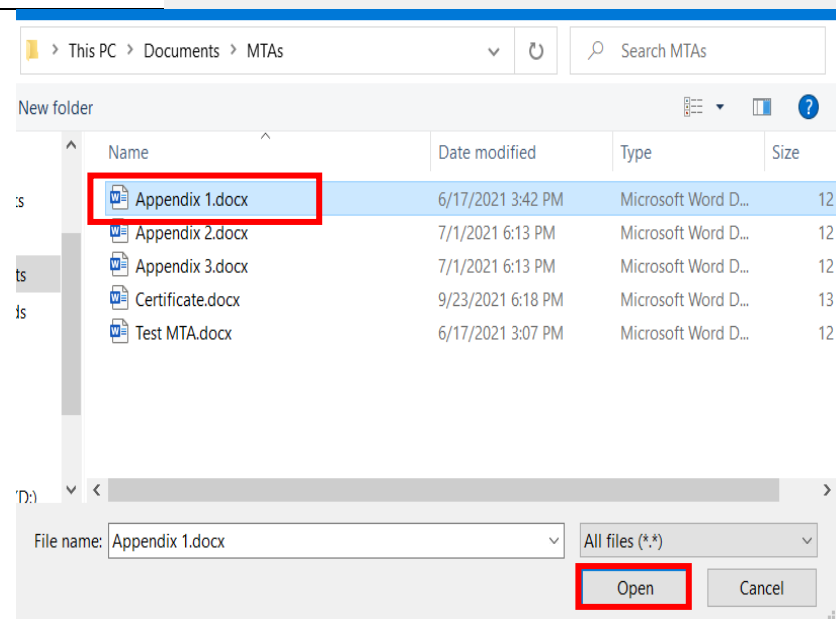 This PC > Documents > MTAs
Search MTAs
New folder
?
Name Date modified Type Size
Appendix 1.docx 6/17/2021 3:42 PM Microsoft Word D... 12
Appendix 2.docx 7/1/2021 6:13 PM Microsoft Word D... 12
Appendix 3.docx 7/1/2021 6:13 PM Microsoft Word D... 12
Certificate.docx 9/23/2021 6:18 PM Microsoft Word D... 13
Test MTA.docx 6/17/2021 3:07 PM Microsoft Word D... 12
ts
ds
D:)
File name: Appendix 1.docx All files (*.*)
Open Cancel